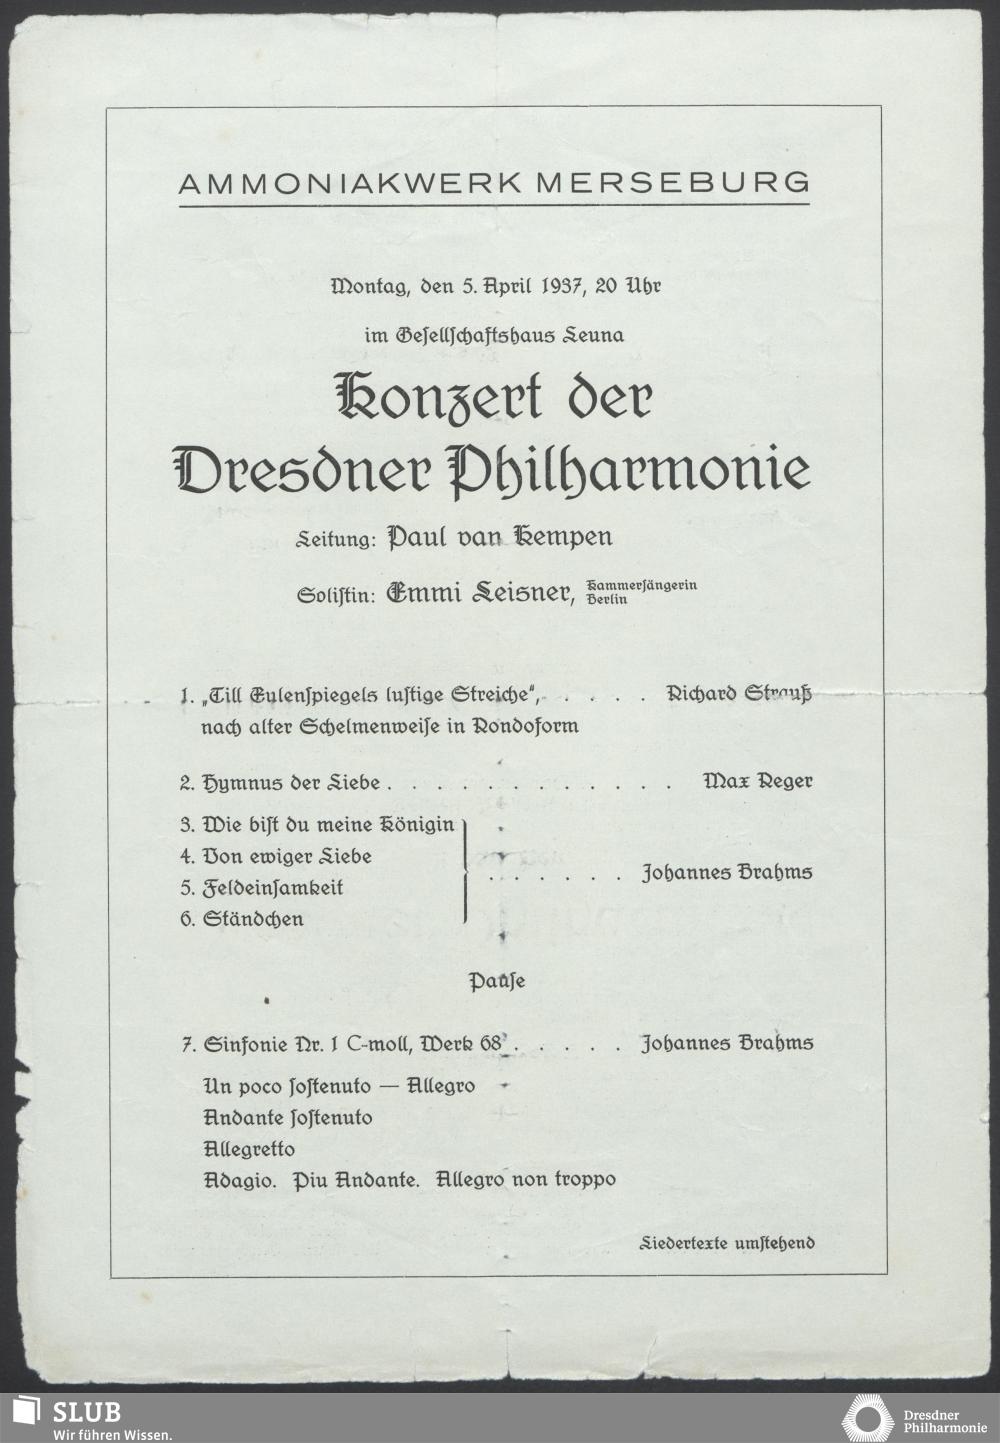 AMMONIAKWERK MERSEBURG
Montag, den 5. April 1937, 20 Uhr
im Gesellschaftshaus Leuna
Konzert der
Dresdner Philharmonie
Leitung: Paul van Kempen
Solistin: Emmi Leisner, Kammersängerin
Berlin
1. „Till Eulenspiegels lustige Streiche“, . . . . . Richard Strauß
nach alter Schelmenweise in Rondoform
2. Hymnus der Liebe . . . . . . . . . . . . Max Reger
3. Wie bist du meine Königin
4. Von ewiger Liebe
5. Feldeinsamkeit
6. Ständchen
. . . . . . Johannes Brahms
Pause
7. Sinfonie Nr. 1 C-moll, Werk 68 . . . . . Johannes Brahms
Un poco sostenuto — Allegro
Andante sostenuto
Allegretto
Adagio. Piu Andante. Allegro non troppo
Liedertexte umstehend
SLUB
Wir führen Wissen.
Dresdner
Philharmonie